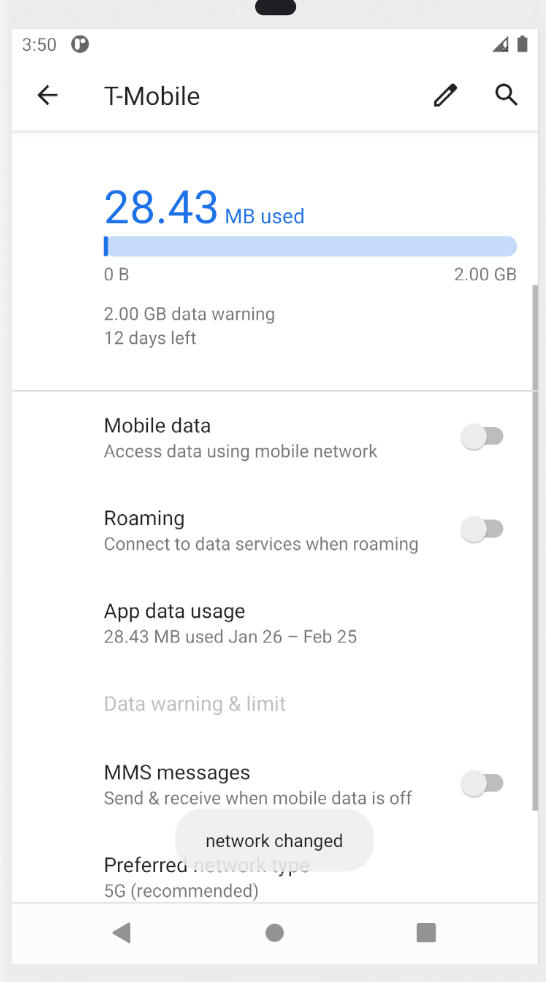 3:50
T-Mobile
28.43 MB used
0 B 2.00 GB
2.00 GB data warning
12 days left
Mobile data
Access data using mobile network
Roaming
Connect to data services when roaming
App data usage
28.43 MB used Jan 26 – Feb 25
Data warning & limit
MMS messages
Send & receive when mobile data is off
network changed
Preferred network type
5G (recommended)